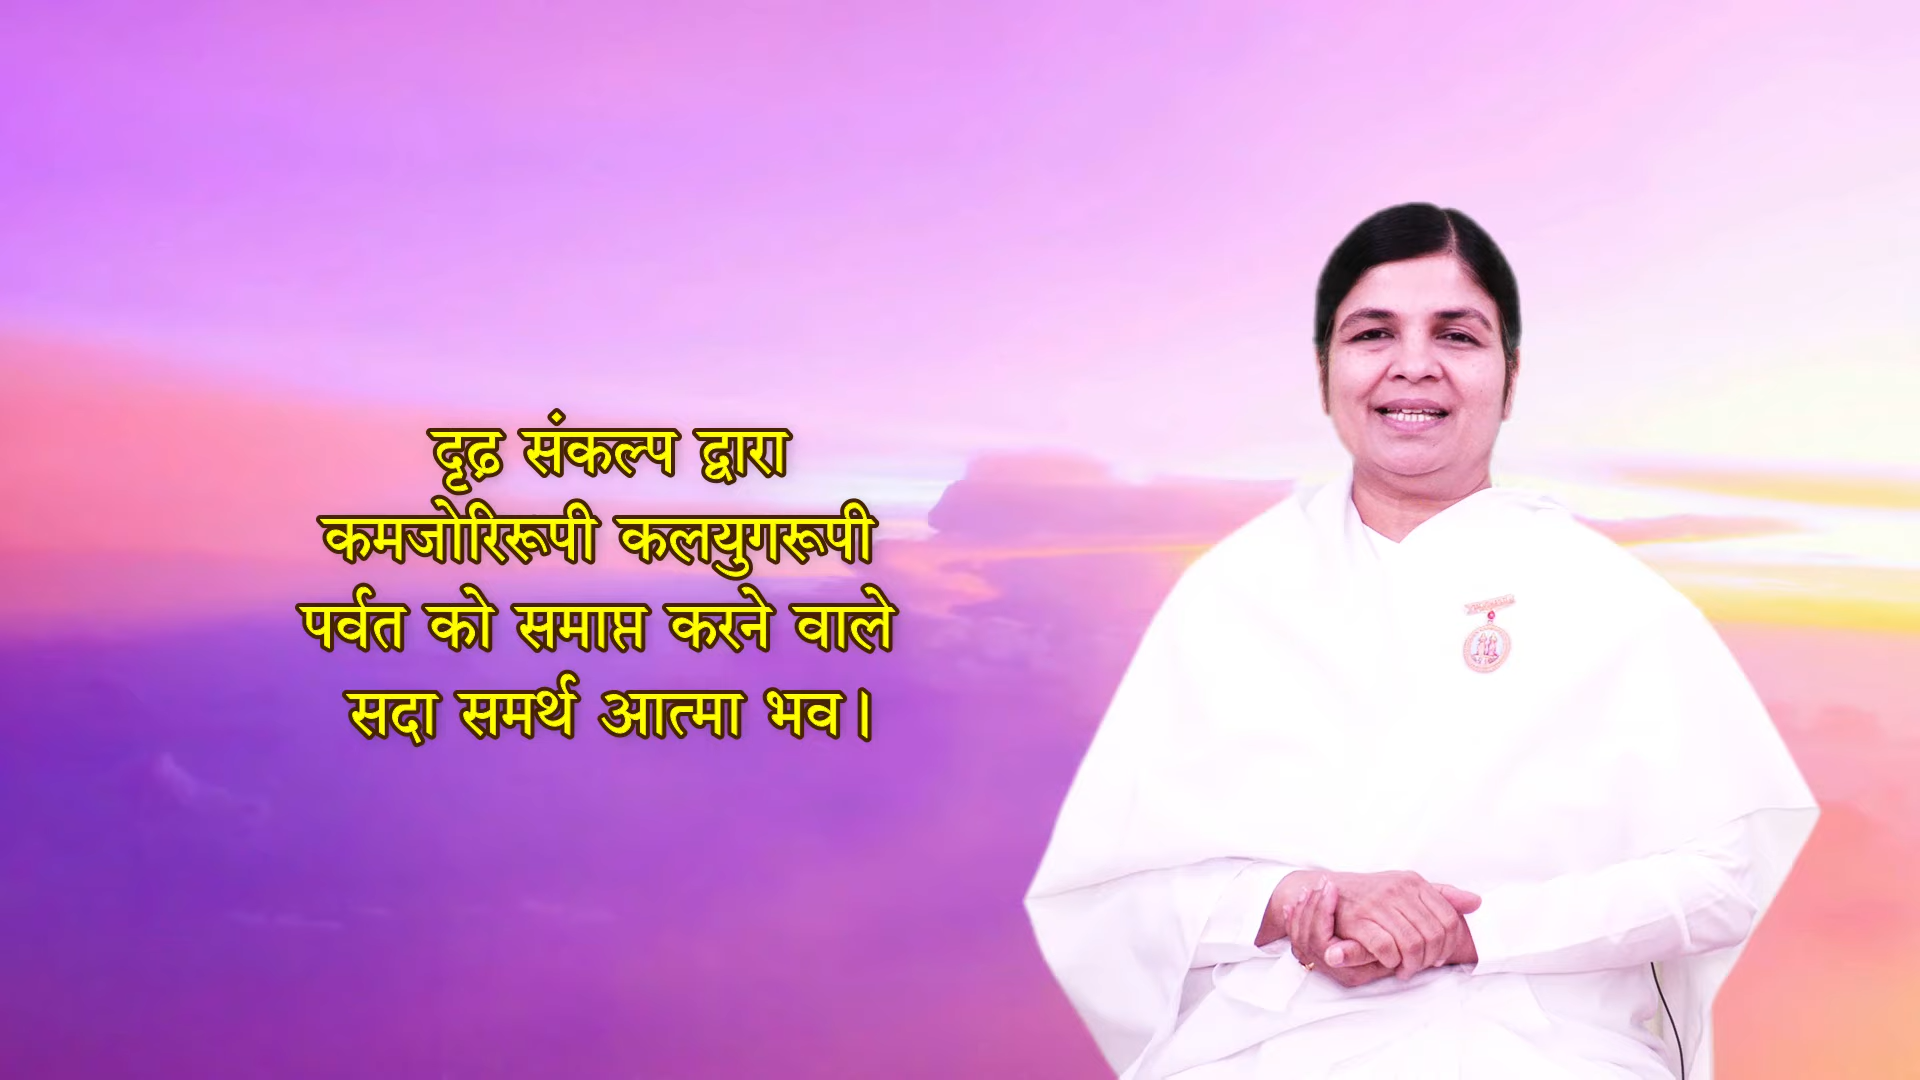 दृढ़ संकल्प द्वारा
कमजोरिरूपी कलयुगरूपी
पर्वत को समाप्त करने वाले
सदा समर्थ आत्मा भव।